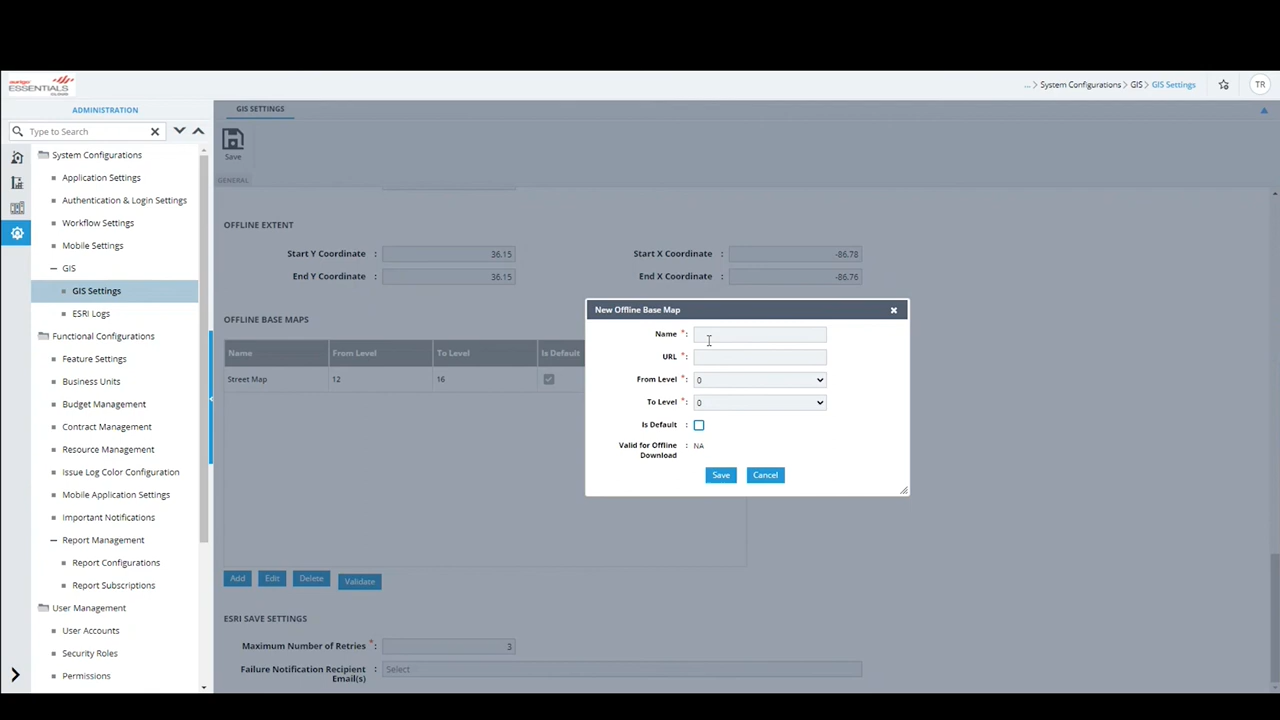 ESSENTIALS
... > System Configurations > GIS > GIS Settings
TR
ADMINISTRATION
Type to Search
System Configurations
Application Settings
Authentication & Login Settings
Workflow Settings
Mobile Settings
GIS
GIS Settings
ESRI Logs
Functional Configurations
Feature Settings
Business Units
Budget Management
Contract Management
Resource Management
Issue Log Color Configuration
Mobile Application Settings
Important Notifications
Report Management
Report Configurations
Report Subscriptions
User Management
User Accounts
Security Roles
Permissions
GIS SETTINGS
Save
GENERAL
OFFLINE EXTENT
Start Y Coordinate : 36.15 Start X Coordinate : -86.78
End Y Coordinate : 36.15 End X Coordinate : -86.76
OFFLINE BASE MAPS
Name From Level To Level Is Default
Street Map 12 16
Add Edit Delete Validate
ESRI SAVE SETTINGS
Maximum Number of Retries *: 3
Failure Notification Recipient : Select
Email(s)
New Offline Base Map
Name *:
URL *:
From Level *: 0
To Level *: 0
Is Default :
Valid for Offline : NA
Download
Save Cancel